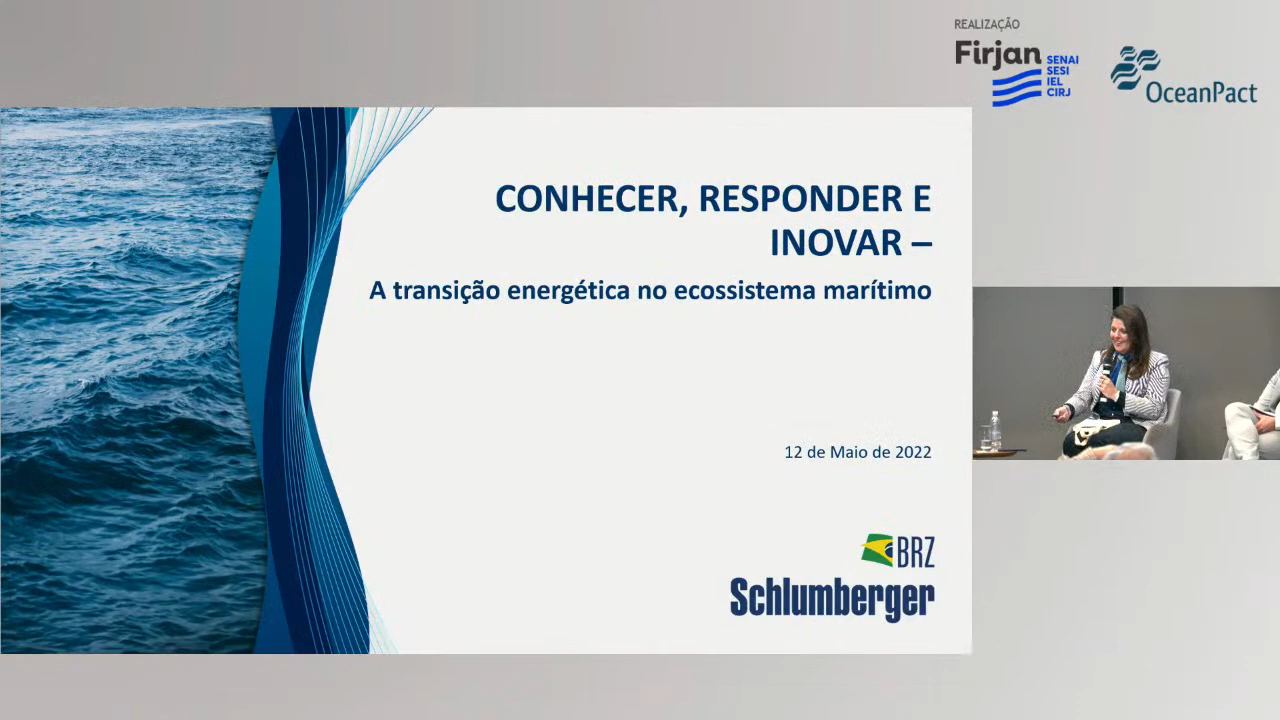 REALIZAÇÃO
Firjan
SENAI
SESI
IEL
CIRJ
OceanPact
CONHECER, RESPONDER E
INOVAR –
A transição energética no ecossistema marítimo
12 de Maio de 2022
BRZ
Schlumberger